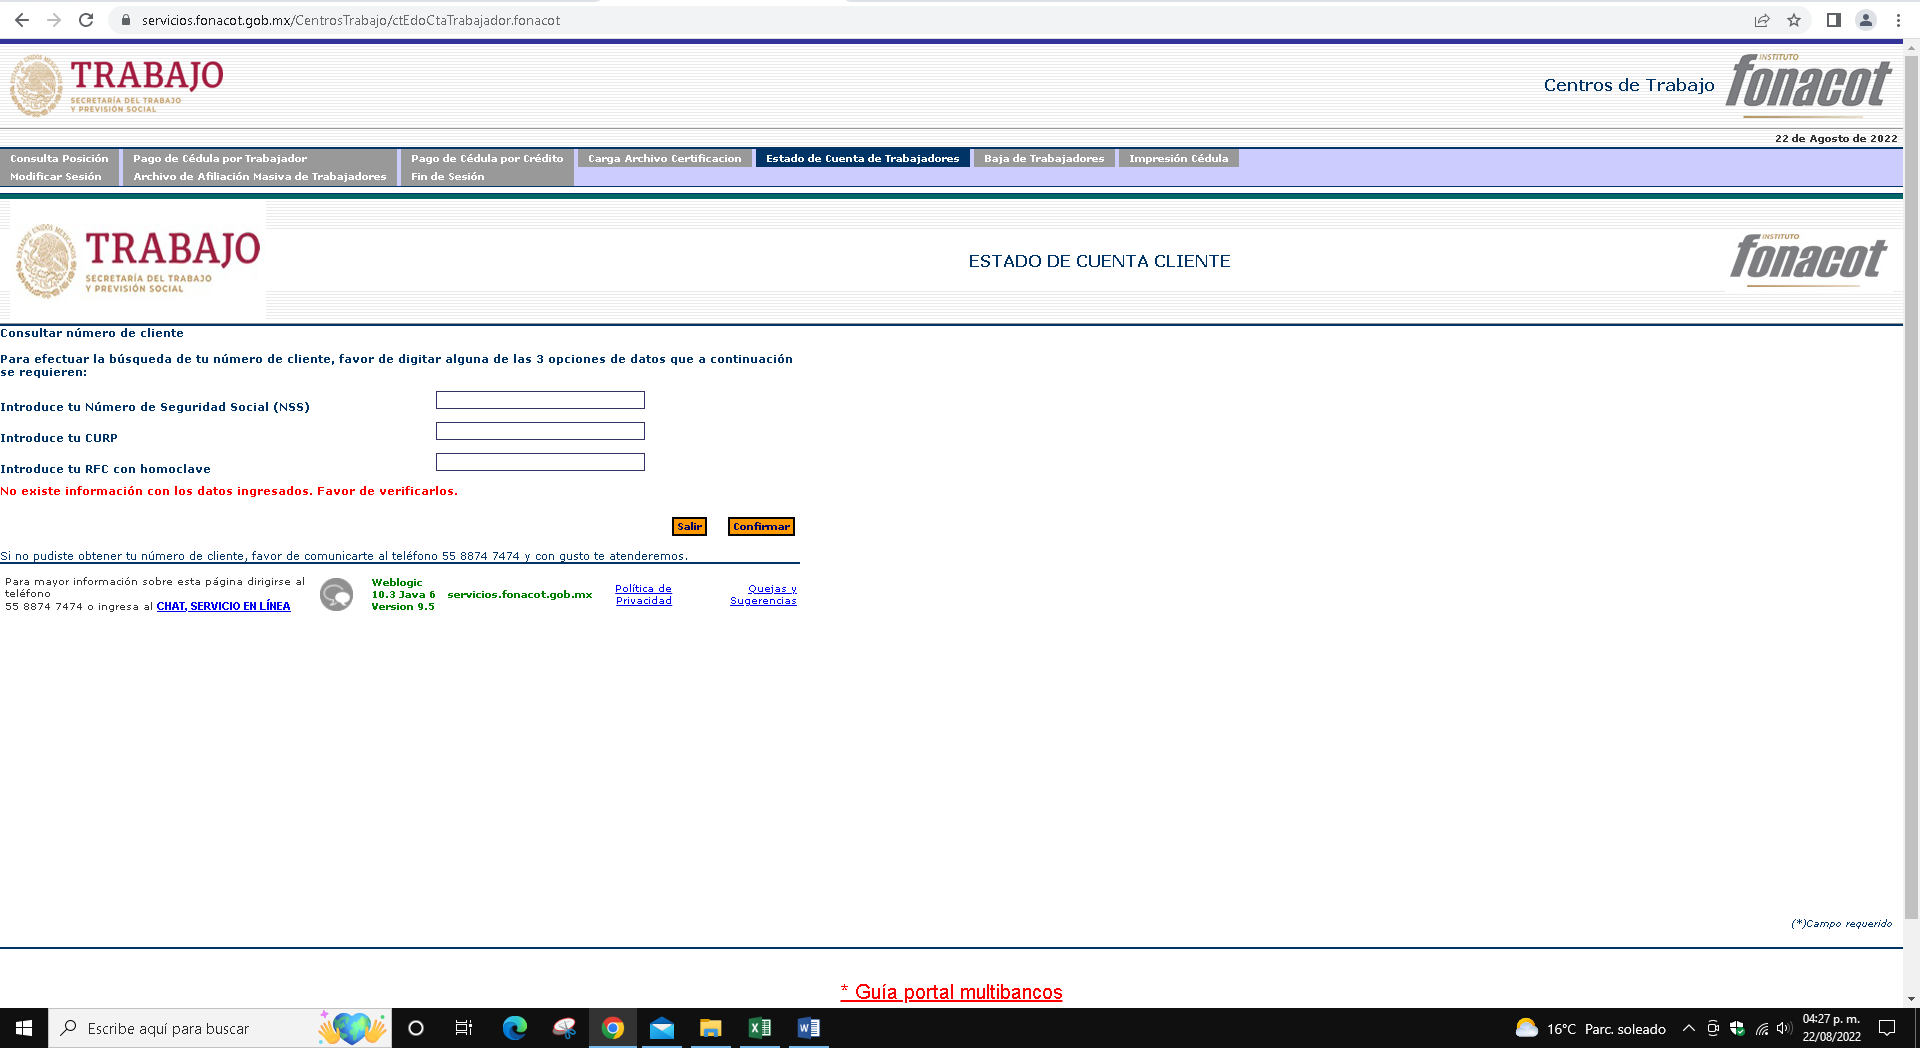 servicios.fonacot.gob.mx/CentrosTrabajo/ctEdoCtaTrabajador.fonacot
TRABAJO
SECRETARÍA DEL TRABAJO
Y PREVISIÓN SOCIAL
Centros de Trabajo
INSTITUTO
fonacot
22 de Agosto de 2022
Consulta Posición
Pago de Cédula por Trabajador
Pago de Cédula por Crédito
Carga Archivo Certificacion
Estado de Cuenta de Trabajadores
Baja de Trabajadores
Impresión Cédula
Modificar Sesión
Archivo de Afiliación Masiva de Trabajadores
Fin de Sesión
ESTADOS UNIDOS MEXICANOS
TRABAJO
SECRETARÍA DEL TRABAJO
Y PREVISIÓN SOCIAL
ESTADO DE CUENTA CLIENTE
INSTITUTO
fonacot
Consultar número de cliente
Para efectuar la búsqueda de tu número de cliente, favor de digitar alguna de las 3 opciones de datos que a continuación
se requieren:
Introduce tu Número de Seguridad Social (NSS)
Introduce tu CURP
Introduce tu RFC con homoclave
No existe información con los datos ingresados. Favor de verificarlos.
Salir
Confirmar
Si no pudiste obtener tu número de cliente, favor de comunicarte al teléfono 55 8874 7474 y con gusto te atenderemos.
Para mayor información sobre esta página dirigirse al
teléfono
55 8874 7474 o ingresa al CHAT, SERVICIO EN LÍNEA
Weblogic
10.3 Java 6
Version 9.5
servicios.fonacot.gob.mx
Política de
Privacidad
Quejas y
Sugerencias
(*)Campo requerido
* Guía portal multibancos
Escribe aquí para buscar
16°C Parc. soleado
04:27 p. m.
22/08/2022